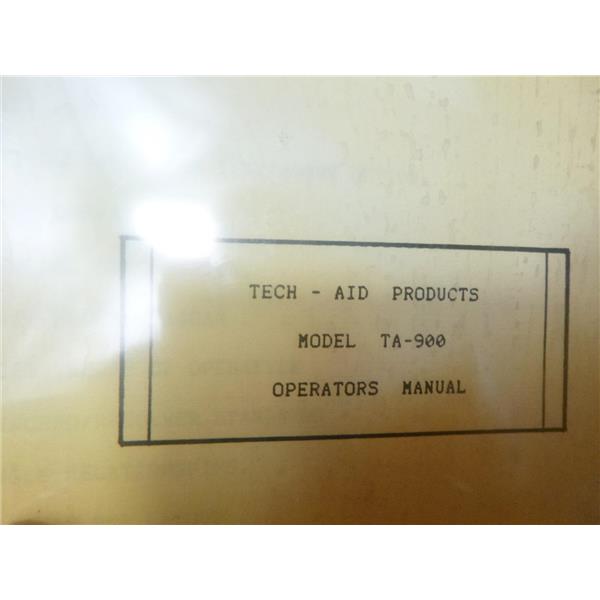 TECH - AID PRODUCTS
MODEL TA-900
OPERATORS MANUAL